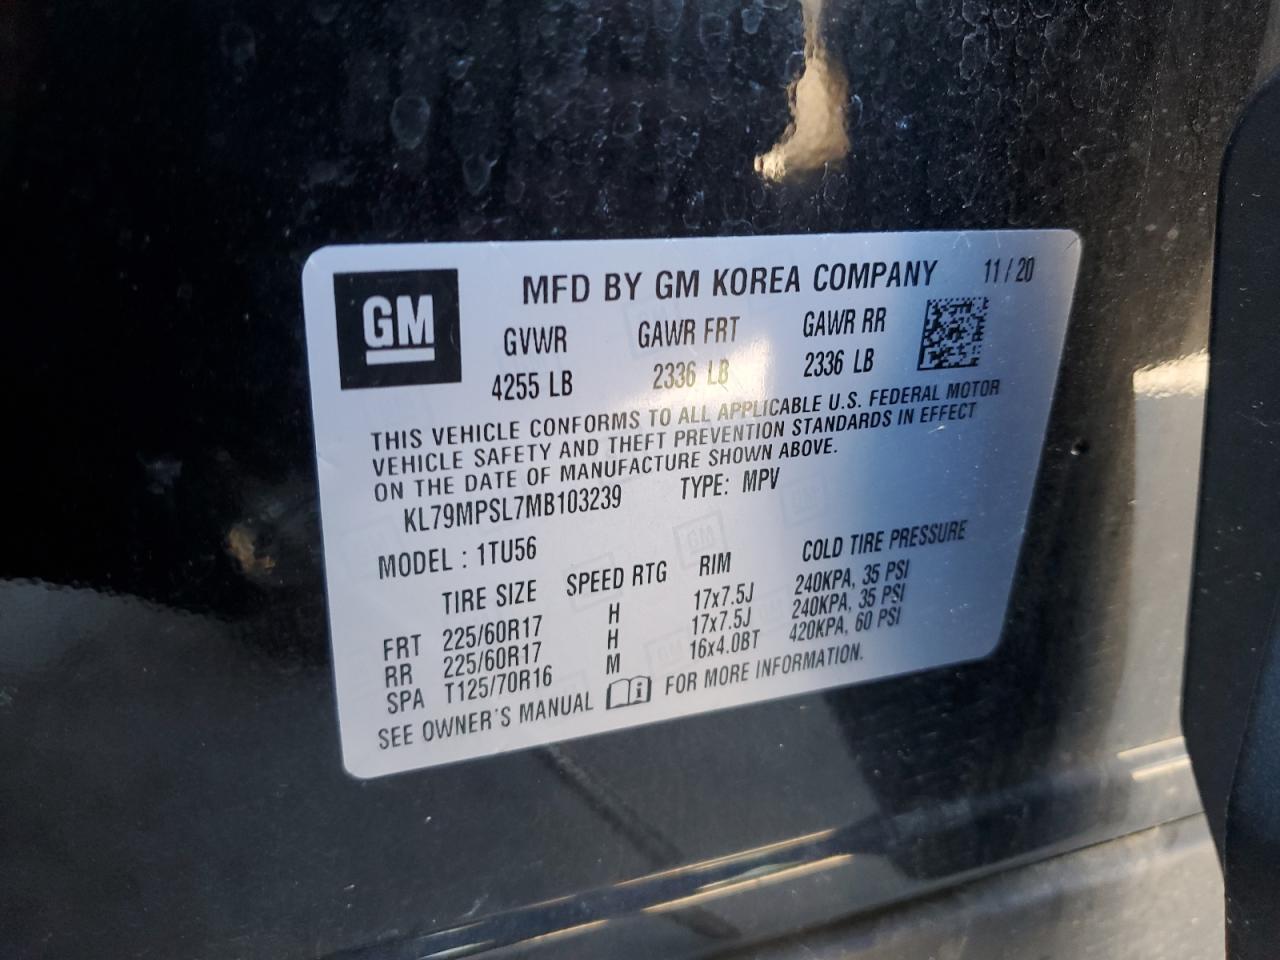 GM
MFD BY GM KOREA COMPANY 11/20
GVWR GAWR FRT GAWR RR
4255 LB 2336 LB 2336 LB
THIS VEHICLE CONFORMS TO ALL APPLICABLE U.S. FEDERAL MOTOR
VEHICLE SAFETY AND THEFT PREVENTION STANDARDS IN EFFECT
ON THE DATE OF MANUFACTURE SHOWN ABOVE.
KL79MPSL7MB103239 TYPE: MPV
MODEL : 1TU56
TIRE SIZE SPEED RTG RIM COLD TIRE PRESSURE
FRT 225/60R17 H 17x7.5J 240KPA, 35 PSI
RR 225/60R17 H 17x7.5J 240KPA, 35 PSI
SPA T125/70R16 M 16x4.0BT 420KPA, 60 PSI
SEE OWNER'S MANUAL FOR MORE INFORMATION.